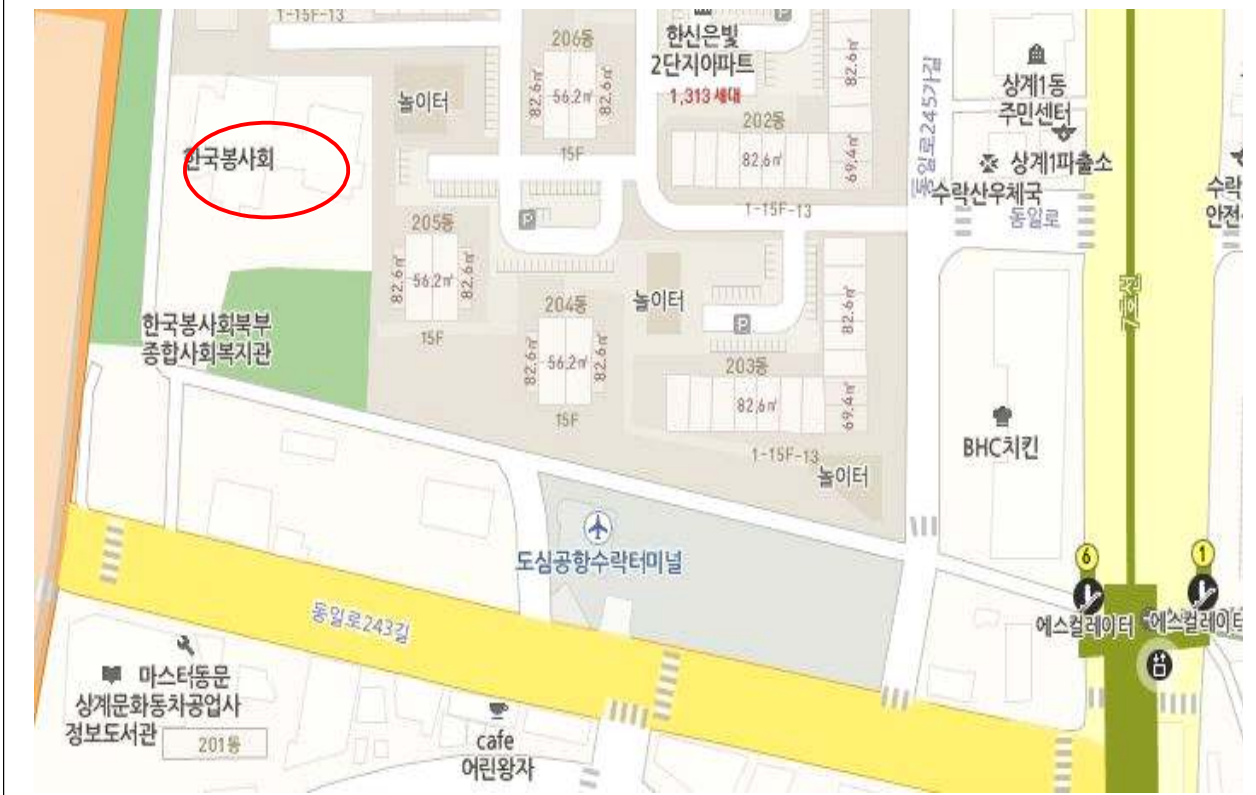 1-15F-13
206동
한신은빛
2단지아파트
1,313 세대
82.6㎡
동일로245가길
상계1동
주민센터
82.6㎡
56.2㎡
82.6㎡
15F
놀이터
202동
82.6㎡
69.4㎡
1-15F-13
상계1파출소
수락산우체국
동일로
수락
안전
한국봉사회
P
205동
82.6㎡
56.2㎡
82.6㎡
15F
204동
82.6㎡
56.2㎡
82.6㎡
15F
놀이터
P
82.6㎡
203동
82.6㎡
69.4㎡
1-15F-13
놀이터
7호선
한국봉사회북부
종합사회복지관
BHC치킨
도심공항수락터미널
6
1
에스컬레이터
에스컬레이터
동일로243길
마스터동문
상계문화동차공업사
정보도서관
201동
cafe
어린왕자